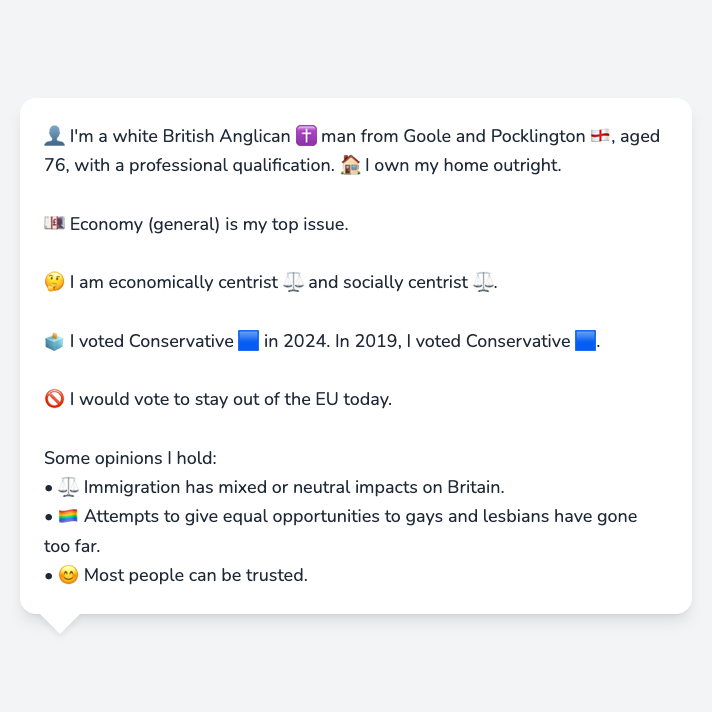 👤 I'm a white British Anglican ✝️ man from Goole and Pocklington 🏴󠁧󠁢󠁥󠁮󠁧󠁿, aged
76, with a professional qualification. 🏠 I own my home outright.
💷 Economy (general) is my top issue.
🤔 I am economically centrist ⚖️ and socially centrist ⚖️.
🗳️ I voted Conservative 🟦 in 2024. In 2019, I voted Conservative 🟦.
🚫 I would vote to stay out of the EU today.
Some opinions I hold:
• ⚖️ Immigration has mixed or neutral impacts on Britain.
• 🏳️‍🌈 Attempts to give equal opportunities to gays and lesbians have gone
too far.
• 😊 Most people can be trusted.